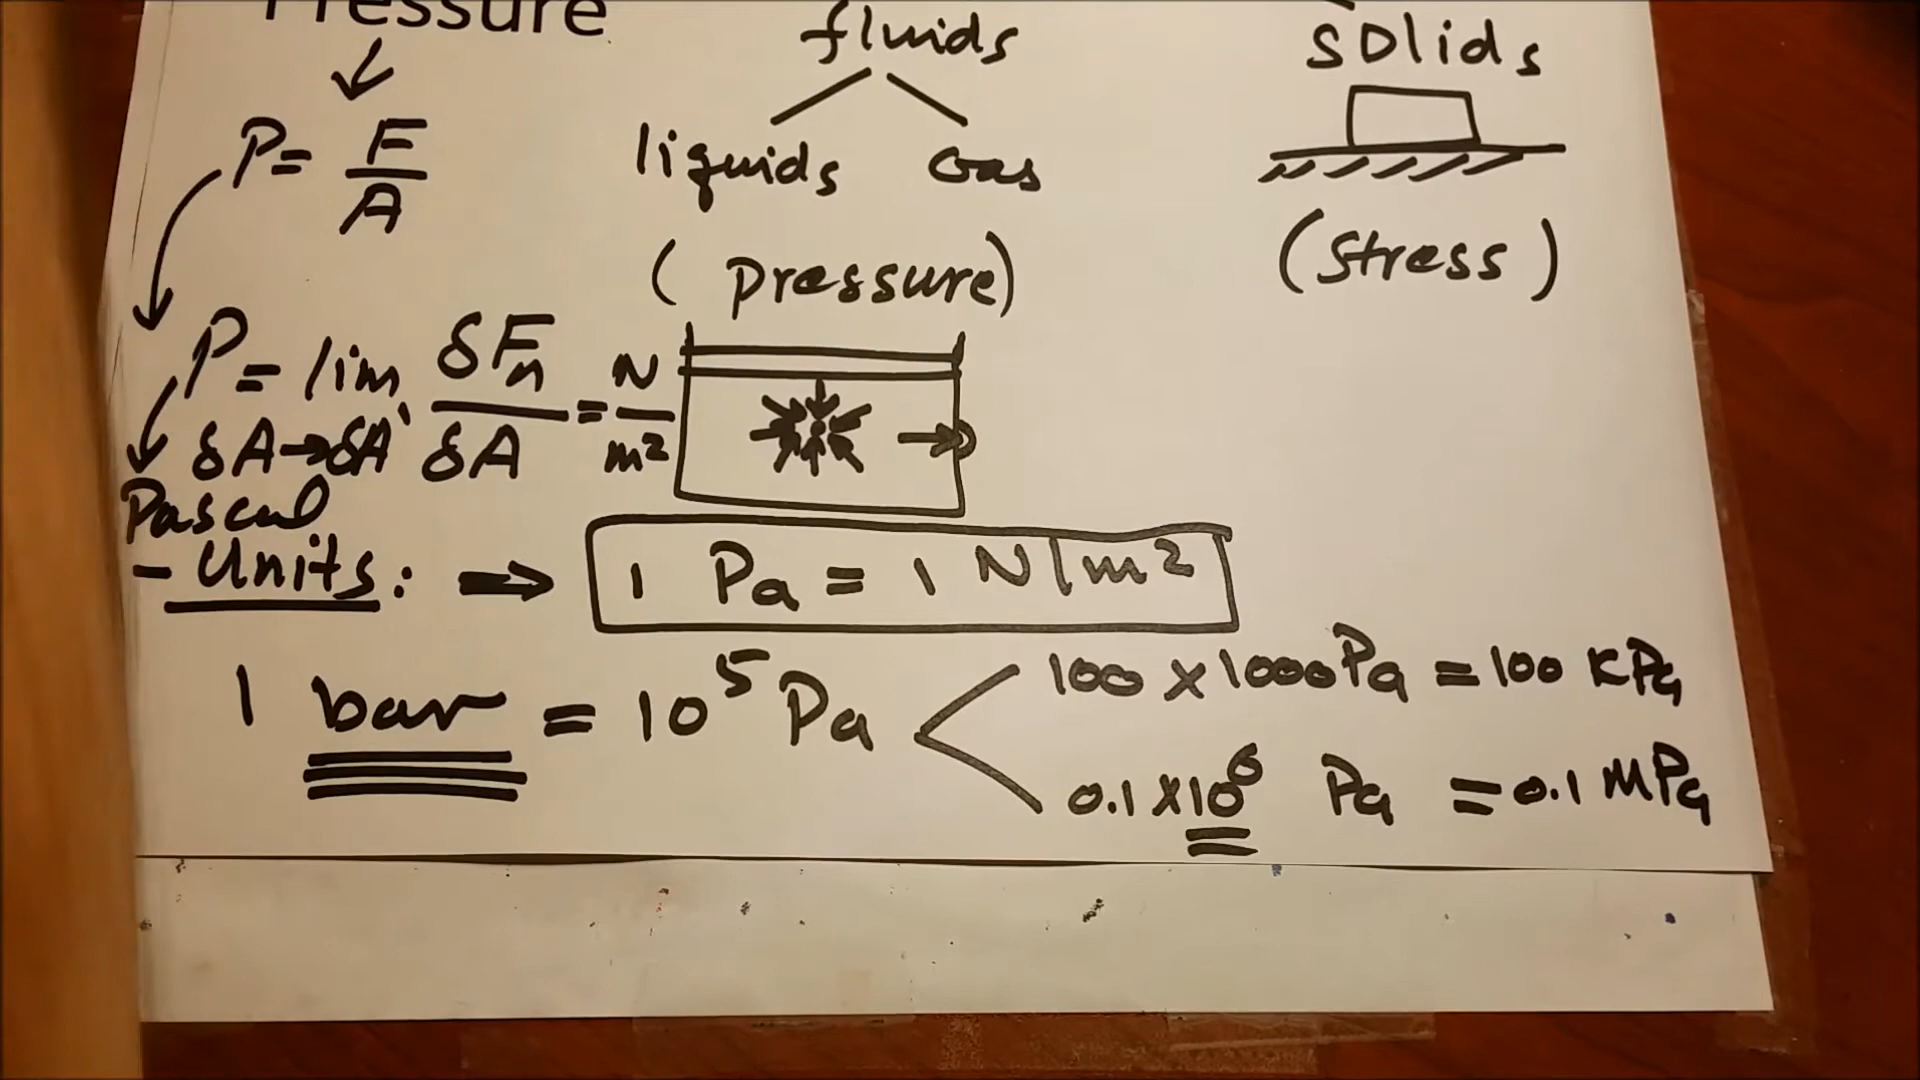 Pressure
fluids
solids
P = F/A
liquids Gas
(pressure)
(stress)
P = lim δFn/δA = N/m²
δA→δA'
Pascal
- Units: ⇒ 1 Pa = 1 N/m²
1 bar = 10⁵ Pa
100 x 1000 Pa = 100 KPa
0.1 x 10⁶ Pa = 0.1 MPa